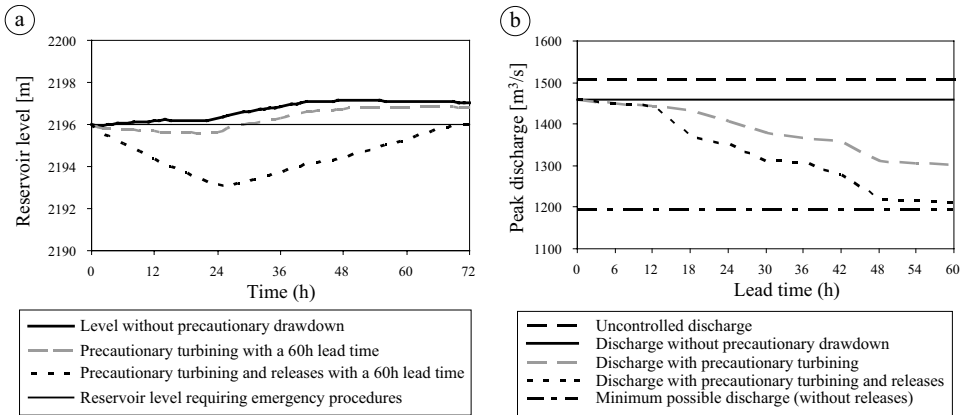 a
Reservoir level [m]
2200
2198
2196
2194
2192
2190
0 12 24 36 48 60 72
Time (h)
Level without precautionary drawdown
Precautionary turbining with a 60h lead time
Precautionary turbining and releases with a 60h lead time
Reservoir level requiring emergency procedures
b
Peak discharge [m³/s]
1600
1500
1400
1300
1200
1100
0 6 12 18 24 30 36 42 48 54 60
Lead time (h)
Uncontrolled discharge
Discharge without precautionary drawdown
Discharge with precautionary turbining
Discharge with precautionary turbining and releases
Minimum possible discharge (without releases)